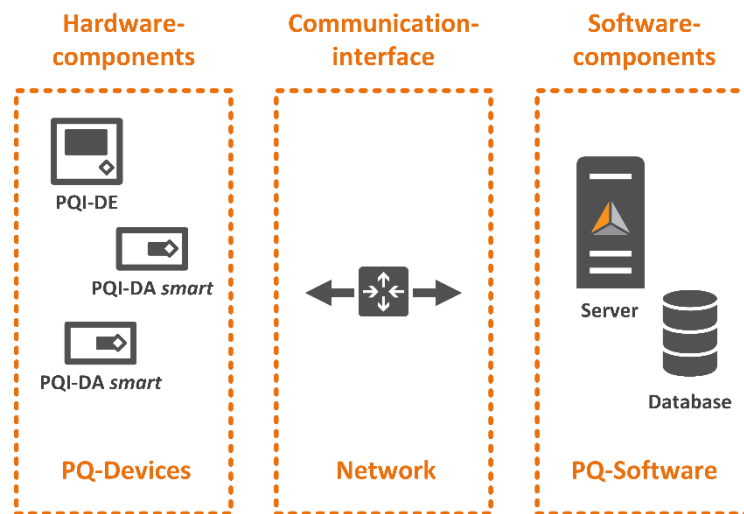 Hardware-
components
PQI-DE
PQI-DA smart
PQI-DA smart
PQ-Devices
Communication-
interface
Network
Software-
components
Server
Database
PQ-Software